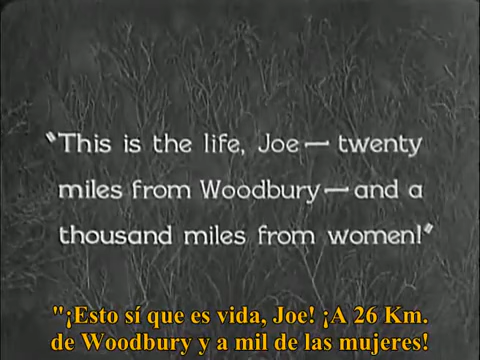 "This is the life, Joe — twenty
miles from Woodbury — and a
thousand miles from women!"
"¡Esto sí que es vida, Joe! ¡A 26 Km.
de Woodbury y a mil de las mujeres!